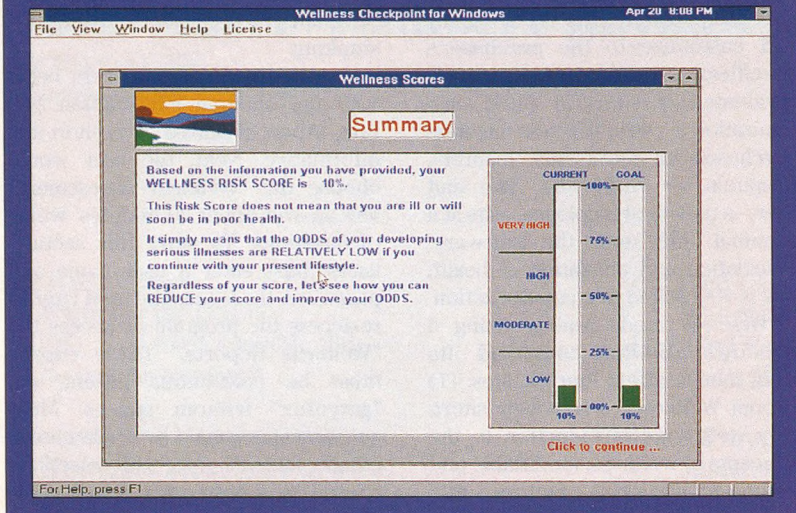 Wellness Checkpoint for Windows
Apr 20 8:08 PM
File View Window Help License
Wellness Scores
Summary
Based on the information you have provided, your
WELLNESS RISK SCORE is 10%.
This Risk Score does not mean that you are ill or will
soon be in poor health.
It simply means that the ODDS of your developing
serious illnesses are RELATIVELY LOW if you
continue with your present lifestyle.
Regardless of your score, let's see how you can
REDUCE your score and improve your ODDS.
CURRENT GOAL
100%
VERY HIGH
75%
HIGH
50%
MODERATE
25%
LOW
00%
10% 10%
Click to continue ...
For Help, press F1